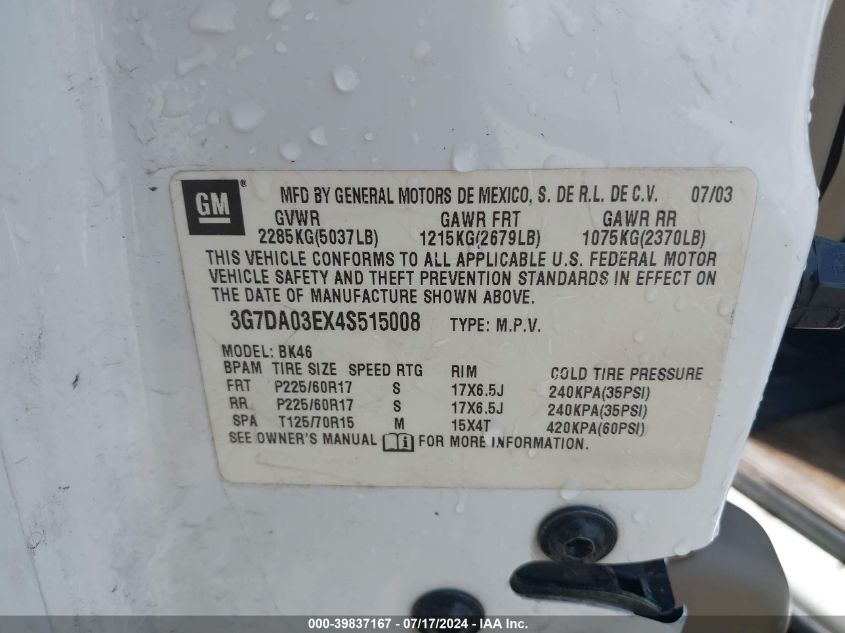 GM ® MFD BY GENERAL MOTORS DE MEXICO, S. DE R.L. DE C.V. 07/03
GVWR GAWR FRT GAWR RR
2285KG(5037LB) 1215KG(2679LB) 1075KG(2370LB)
THIS VEHICLE CONFORMS TO ALL APPLICABLE U.S. FEDERAL MOTOR
VEHICLE SAFETY AND THEFT PREVENTION STANDARDS IN EFFECT ON
THE DATE OF MANUFACTURE SHOWN ABOVE.
3G7DA03EX4S515008 TYPE: M.P.V.
MODEL: BK46
BPAM TIRE SIZE SPEED RTG RIM COLD TIRE PRESSURE
FRT P225/60R17 S 17X6.5J 240KPA(35PSI)
RR P225/60R17 S 17X6.5J 240KPA(35PSI)
SPA T125/70R15 M 15X4T 420KPA(60PSI)
SEE OWNER'S MANUAL FOR MORE INFORMATION.
000-39837167 / 07/17/2024 - IAA Inc.